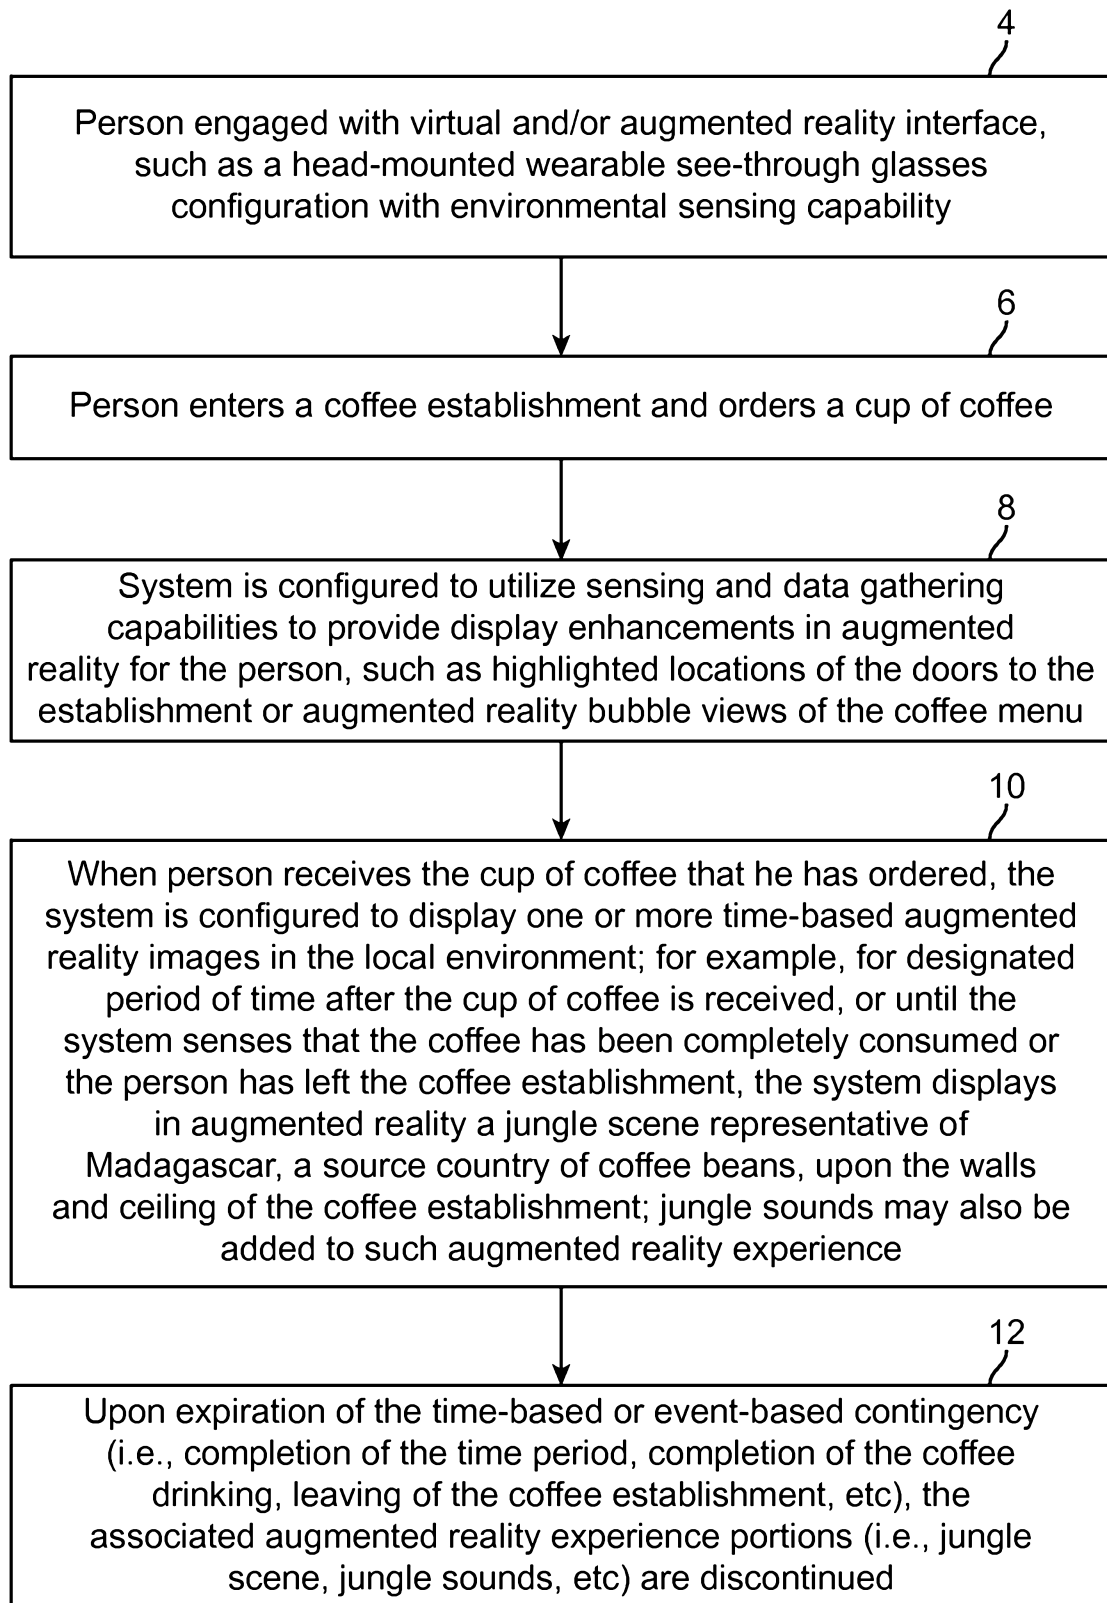 4
Person engaged with virtual and/or augmented reality interface,
such as a head-mounted wearable see-through glasses
configuration with environmental sensing capability
6
Person enters a coffee establishment and orders a cup of coffee
8
System is configured to utilize sensing and data gathering
capabilities to provide display enhancements in augmented
reality for the person, such as highlighted locations of the doors to the
establishment or augmented reality bubble views of the coffee menu
10
When person receives the cup of coffee that he has ordered, the
system is configured to display one or more time-based augmented
reality images in the local environment; for example, for designated
period of time after the cup of coffee is received, or until the
system senses that the coffee has been completely consumed or
the person has left the coffee establishment, the system displays
in augmented reality a jungle scene representative of
Madagascar, a source country of coffee beans, upon the walls
and ceiling of the coffee establishment; jungle sounds may also be
added to such augmented reality experience
12
Upon expiration of the time-based or event-based contingency
(i.e., completion of the time period, completion of the coffee
drinking, leaving of the coffee establishment, etc), the
associated augmented reality experience portions (i.e., jungle
scene, jungle sounds, etc) are discontinued